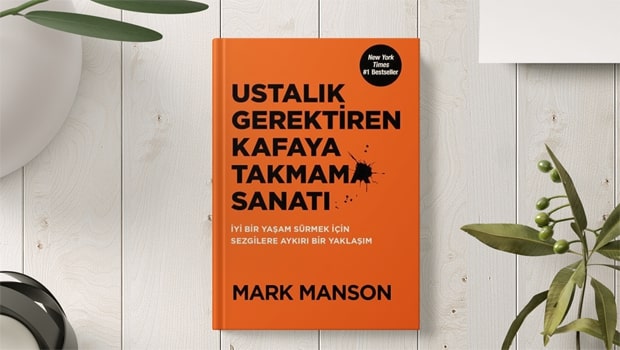 New York
Times
#1 Bestseller
USTALIK
GEREKTİREN
KAFAYA
TAKMAMA
SANATI
İYİ BİR YAŞAM SÜRMEK İÇİN
SEZGİLERE AYKIRI BİR YAKLAŞIM
MARK MANSON